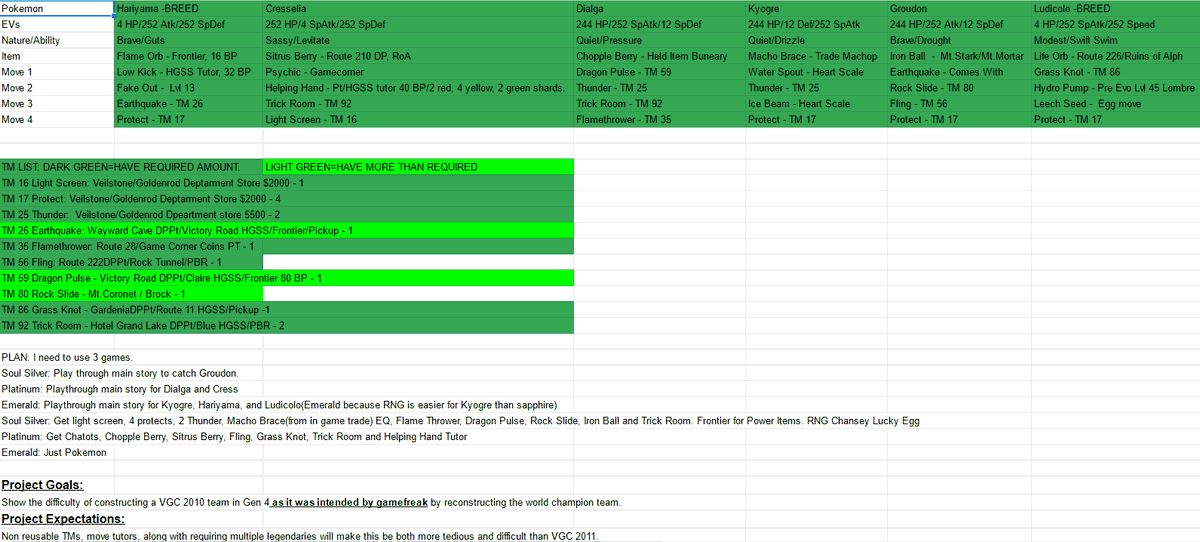 Pokemon Hariyama -BREED Cresselia Dialga Kyogre Groudon Ludicolo -BREED
EVs 4 HP/252 Atk/252 SpDef 252 HP/4 SpAtk/252 SpDef 244 HP/252 SpAtk/12 SpDef 244 HP/12 Def/252 SpAtk 244 HP/252 Atk/12 SpDef 4 HP/252 SpAtk/252 Speed
Nature/Ability Brave/Guts Sassy/Levitate Quiet/Pressure Quiet/Drizzle Brave/Drought Modest/Swift Swim
Item Flame Orb - Frontier, 16 BP Sitrus Berry - Route 210 DP, RoA Chopple Berry - Held Item Buneary Macho Brace - Trade Machop Iron Ball - Mt.Stark/Mt.Mortar Life Orb - Route 226/Ruins of Alph
Move 1 Low Kick - HGSS Tutor, 32 BP Psychic - Gamecorner Dragon Pulse - TM 59 Water Spout - Heart Scale Earthquake - Comes With Grass Knot - TM 86
Move 2 Fake Out - Lvl 13 Helping Hand - Pt/HGSS tutor 40 BP/2 red, 4 yellow, 2 green shards. Thunder - TM 25 Thunder - TM 25 Rock Slide - TM 80 Hydro Pump - Pre Evo Lvl 45 Lombre
Move 3 Earthquake - TM 26 Trick Room - TM 92 Trick Room - TM 92 Ice Beam - Heart Scale Fling - TM 56 Leech Seed - Egg move
Move 4 Protect - TM 17 Light Screen - TM 16 Flamethrower - TM 35 Protect - TM 17 Protect - TM 17 Protect - TM 17
TM LIST: DARK GREEN=HAVE REQUIRED AMOUNT. LIGHT GREEN=HAVE MORE THAN REQUIRED
TM 16 Light Screen: Veilstone/Goldenrod Deptarment Store $2000 - 1
TM 17 Protect: Veilstone/Goldenrod Deptarment Store $2000 - 4
TM 25 Thunder: Veilstone/Goldenrod Dpeartment store 5500 - 2
TM 26 Earthquake: Wayward Cave DPPt/Victory Road HGSS/Frontier/Pickup - 1
TM 35 Flamethrower: Route 28/Game Corner Coins PT - 1
TM 56 Fling: Route 222DPPt/Rock Tunnel/PBR - 1
TM 59 Dragon Pulse - Victory Road DPPt/Claire HGSS/Frontier 80 BP - 1
TM 80 Rock Slide - Mt.Coronet / Brock - 1
TM 86 Grass Knot - GardeniaDPPt/Route 11 HGSS/Pickup -1
TM 92 Trick Room - Hotel Grand Lake DPPt/Blue HGSS/PBR - 2
PLAN: I need to use 3 games.
Soul Silver: Play through main story to catch Groudon.
Platinum: Playthrough main story for Dialga and Cress
Emerald: Playthrough main story for Kyogre, Hariyama, and Ludicolo(Emerald because RNG is easier for Kyogre than sapphire)
Soul Silver: Get light screen, 4 protects, 2 Thunder, Macho Brace(from in game trade) EQ, Flame Thrower, Dragon Pulse, Rock Slide, Iron Ball and Trick Room. Frontier for Power Items. RNG Chansey Lucky Egg
Platinum: Get Chatots, Chopple Berry, Sitrus Berry, Fling, Grass Knot, Trick Room and Helping Hand Tutor
Emerald: Just Pokemon
Project Goals:
Show the difficulty of constructing a VGC 2010 team in Gen 4 as it was intended by gamefreak by reconstructing the world champion team.
Project Expectations:
Non reusable TMs, move tutors, along with requiring multiple legendaries will make this be both more tedious and difficult than VGC 2011.